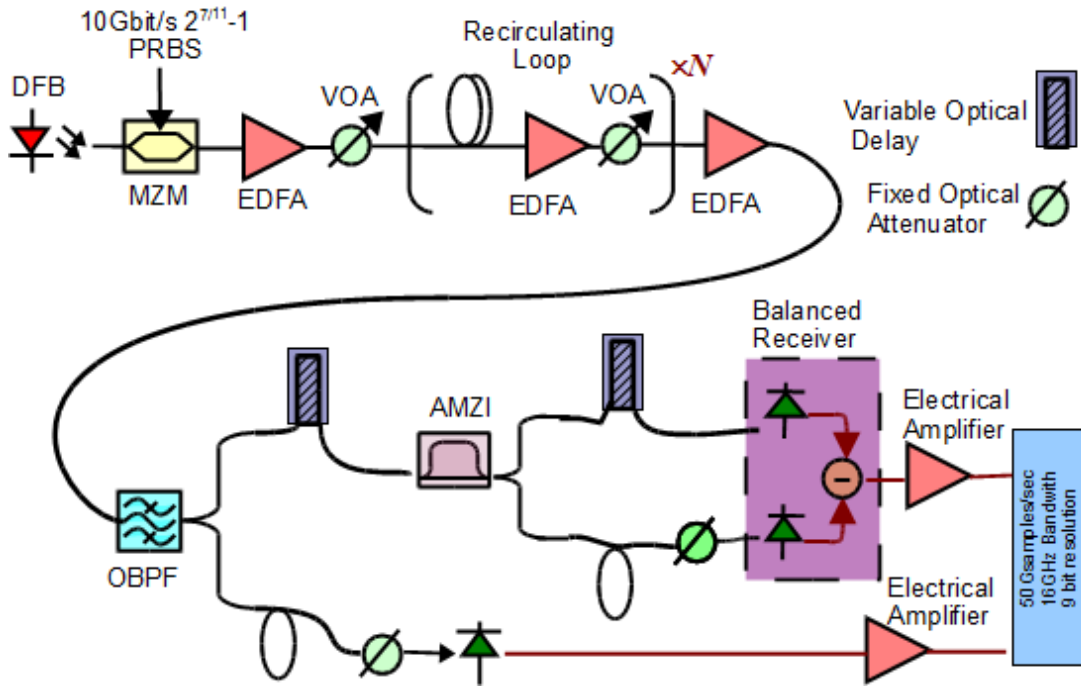 10Gbit/s 2^7/11-1
PRBS
DFB
MZM
EDFA
VOA
Recirculating
Loop
EDFA
VOA
×N
EDFA
Variable Optical
Delay
Fixed Optical
Attenuator
OBPF
AMZI
Balanced
Receiver
-
Electrical
Amplifier
Electrical
Amplifier
50 Gsamples/sec
16GHz Bandwith
9 bit resolution